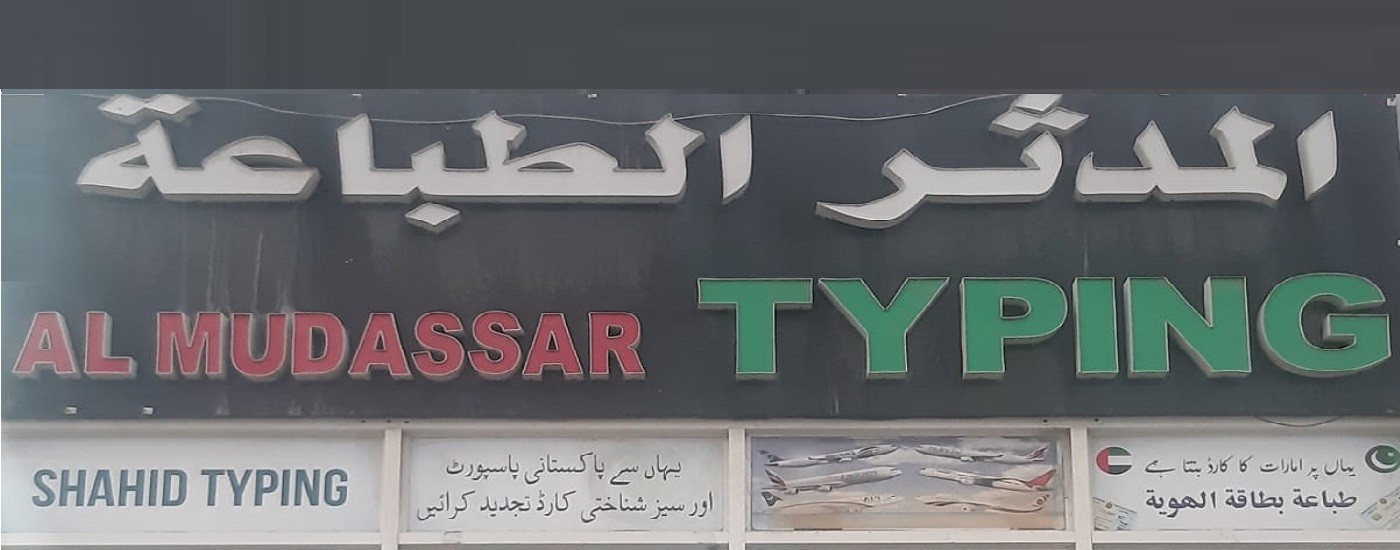 المدثر الطباعة
AL MUDASSAR TYPING
SHAHID TYPING
یہاں سے پاکستانی پاسپورٹ
اور سبز شناختی کارڈ تجدید کرائیں
یہاں پر امارات کا کارڈ بنتا ہے
طباعة بطاقة الهوية